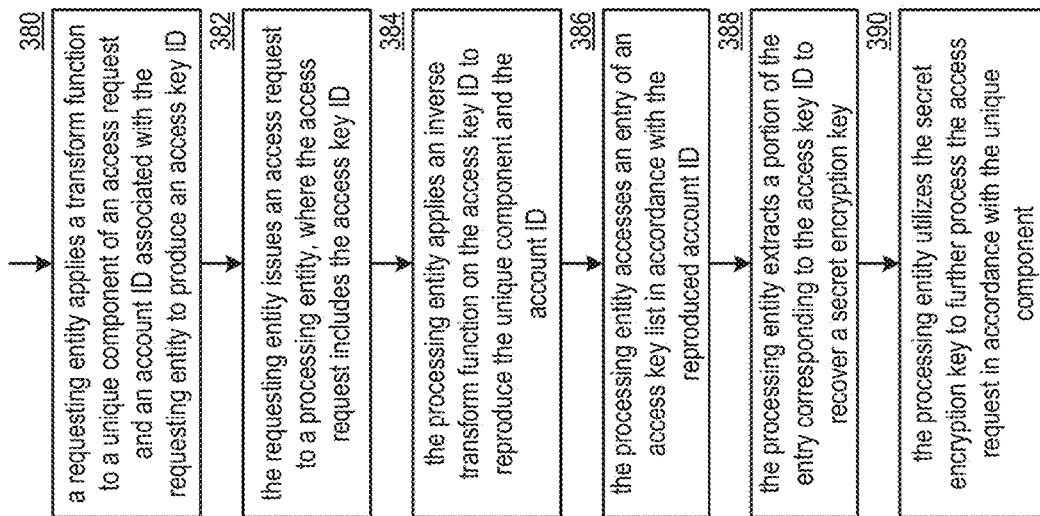 380
a requesting entity applies a transform function
to a unique component of an access request
and an account ID associated with the
requesting entity to produce an access key ID
382
the requesting entity issues an access request
to a processing entity, where the access
request includes the access key ID
384
the processing entity applies an inverse
transform function on the access key ID to
reproduce the unique component and the
account ID
386
the processing entity accesses an entry of an
access key list in accordance with the
reproduced account ID
388
the processing entity extracts a portion of the
entry corresponding to the access key ID to
recover a secret encryption key
390
the processing entity utilizes the secret
encryption key to further process the access
request in accordance with the unique
component